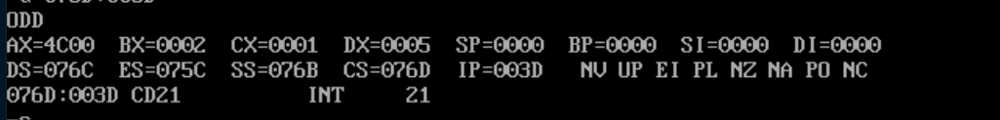 ODD
AX=4C00 BX=0002 CX=0001 DX=0005 SP=0000 BP=0000 SI=0000 DI=0000
DS=076C ES=075C SS=076B CS=076D IP=003D NV UP EI PL NZ NA PO NC
076D:003D CD21 INT 21